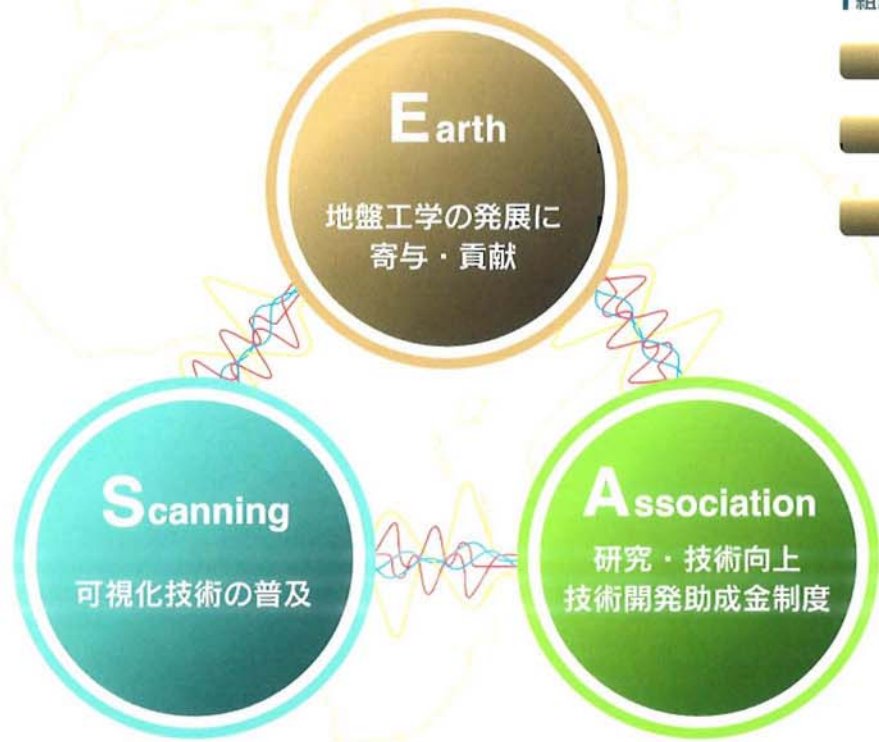 組
Earth
地盤工学の発展に
寄与・貢献
Scanning
可視化技術の普及
Association
研究・技術向上
技術開発助成金制度